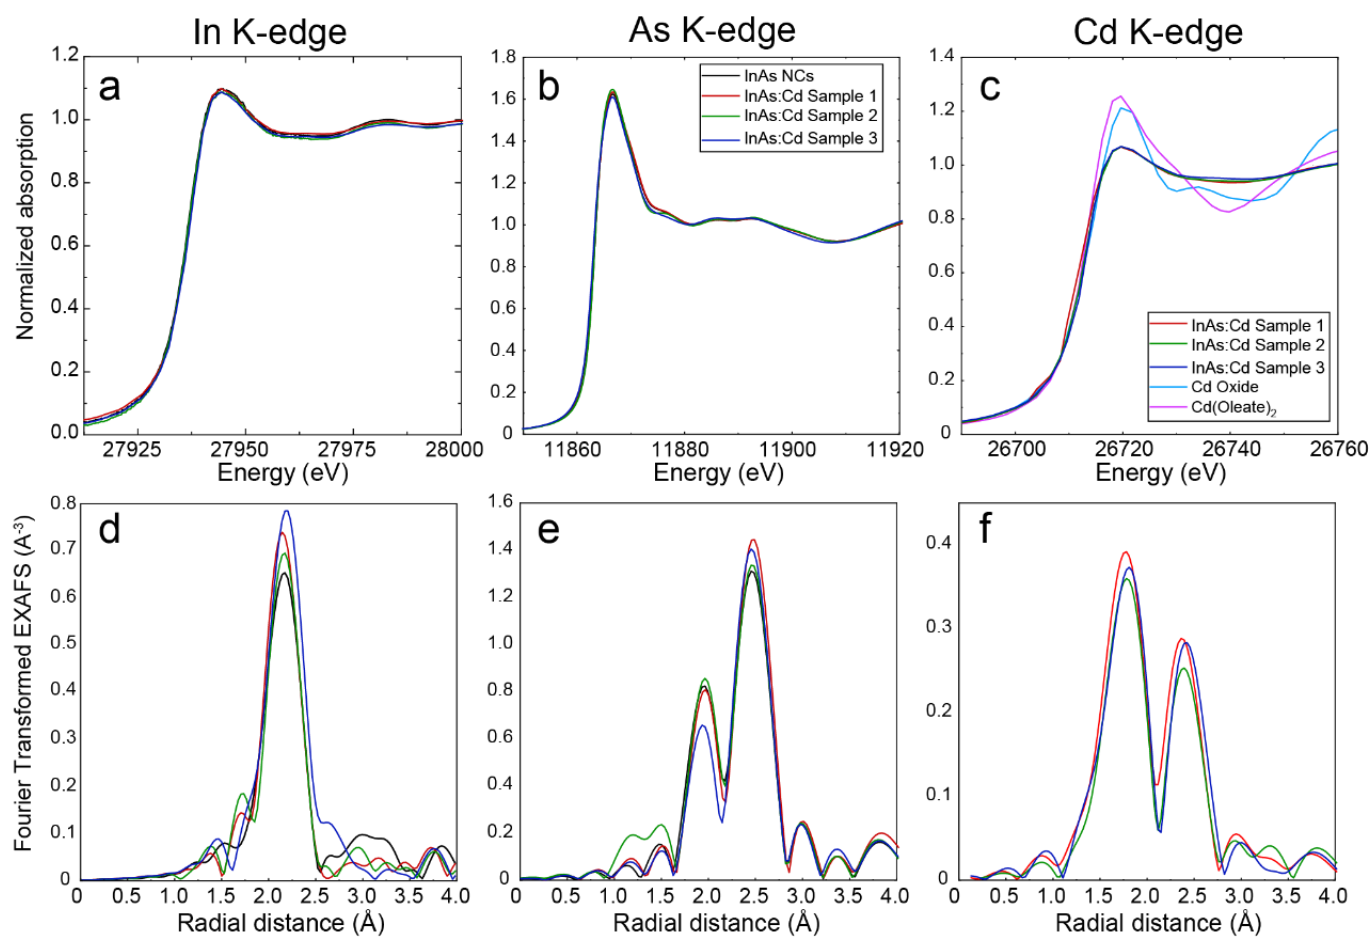 In K-edge
As K-edge
Cd K-edge
Normalized absorption
a
1.2
1.0
0.8
0.6
0.4
0.2
0.0
27925 27950 27975 28000
Energy (eV)
b
1.8
1.6
1.4
1.2
1.0
0.8
0.6
0.4
0.2
0
11860 11880 11900 11920
Energy (eV)
InAs NCs
InAs:Cd Sample 1
InAs:Cd Sample 2
InAs:Cd Sample 3
c
1.4
1.2
1.0
0.8
0.6
0.4
0.2
0
26700 26720 26740 26760
Energy (eV)
InAs:Cd Sample 1
InAs:Cd Sample 2
InAs:Cd Sample 3
Cd Oxide
Cd(Oleate)₂
Fourier Transformed EXAFS (A⁻³)
d
0.8
0.7
0.6
0.5
0.4
0.3
0.2
0.1
0
0 0.5 1.0 1.5 2.0 2.5 3.0 3.5 4.0
Radial distance (Å)
e
1.6
1.4
1.2
1.0
0.8
0.6
0.4
0.2
0
0 0.5 1.0 1.5 2.0 2.5 3.0 3.5 4.0
Radial distance (Å)
f
0.4
0.3
0.2
0.1
0
0 0.5 1.0 1.5 2.0 2.5 3.0 3.5 4.0
Radial distance (Å)